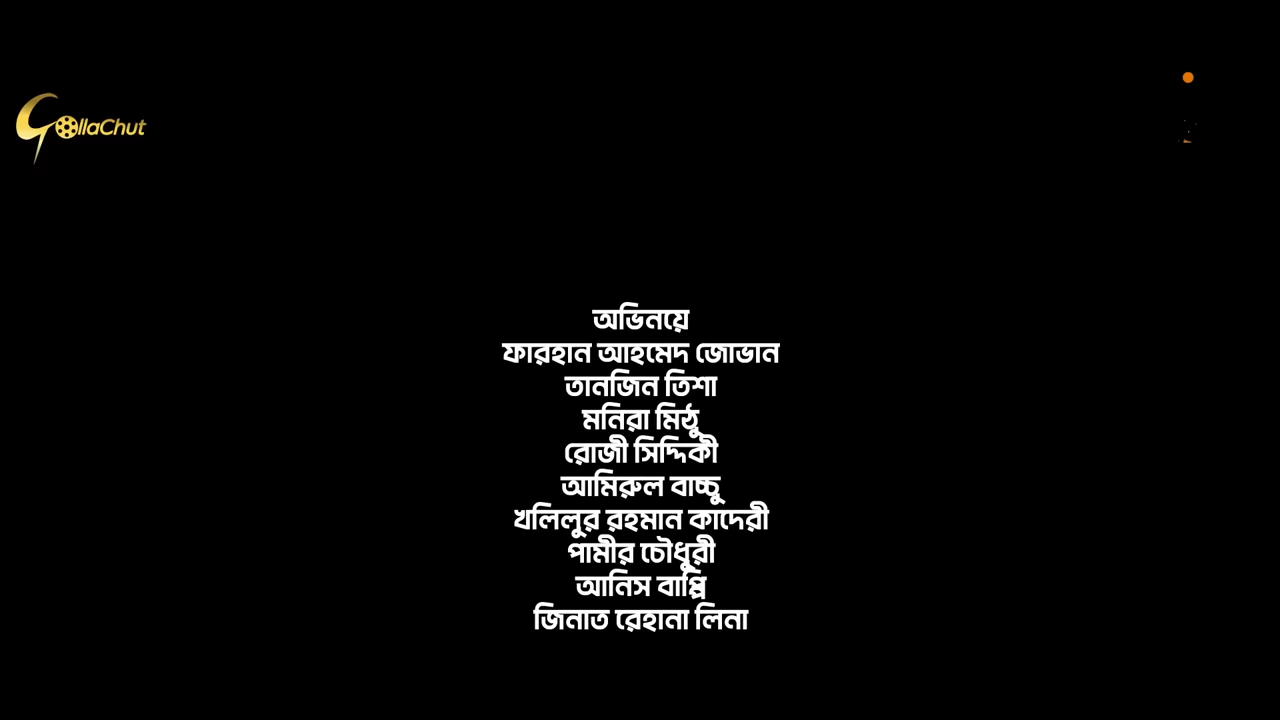 GollaChut
অভিনয়ে
ফারহান আহমেদ জোভান
তানজিন তিশা
মনিরা মিঠু
রোজী সিদ্দিকী
আমিরুল বাচ্চু
খলিলুর রহমান কাদেরী
পামীর চৌধুরী
আনিস বাপ্পি
জিনাত রেহানা লিনা